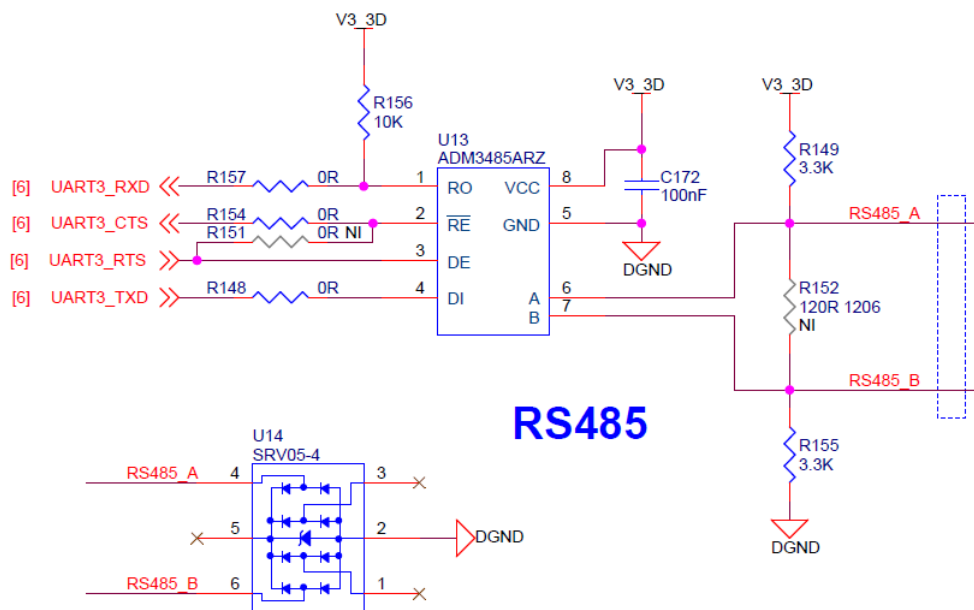 V3_3D
R156
10K
V3_3D
V3_3D
U13
ADM3485ARZ
R149
3.3K
[6] UART3_RXD R157 0R 1 RO VCC 8
C172
100nF
[6] UART3_CTS R154 0R 2 RE GND 5
R151 0R NI
RS485_A
[6] UART3_RTS 3 DE
DGND
[6] UART3_TXD R148 0R 4 DI A 6
B 7
R152
120R 1206
NI
RS485_B
RS485
U14
SRV05-4
R155
3.3K
RS485_A 4 3
5 2 DGND
DGND
RS485_B 6 1